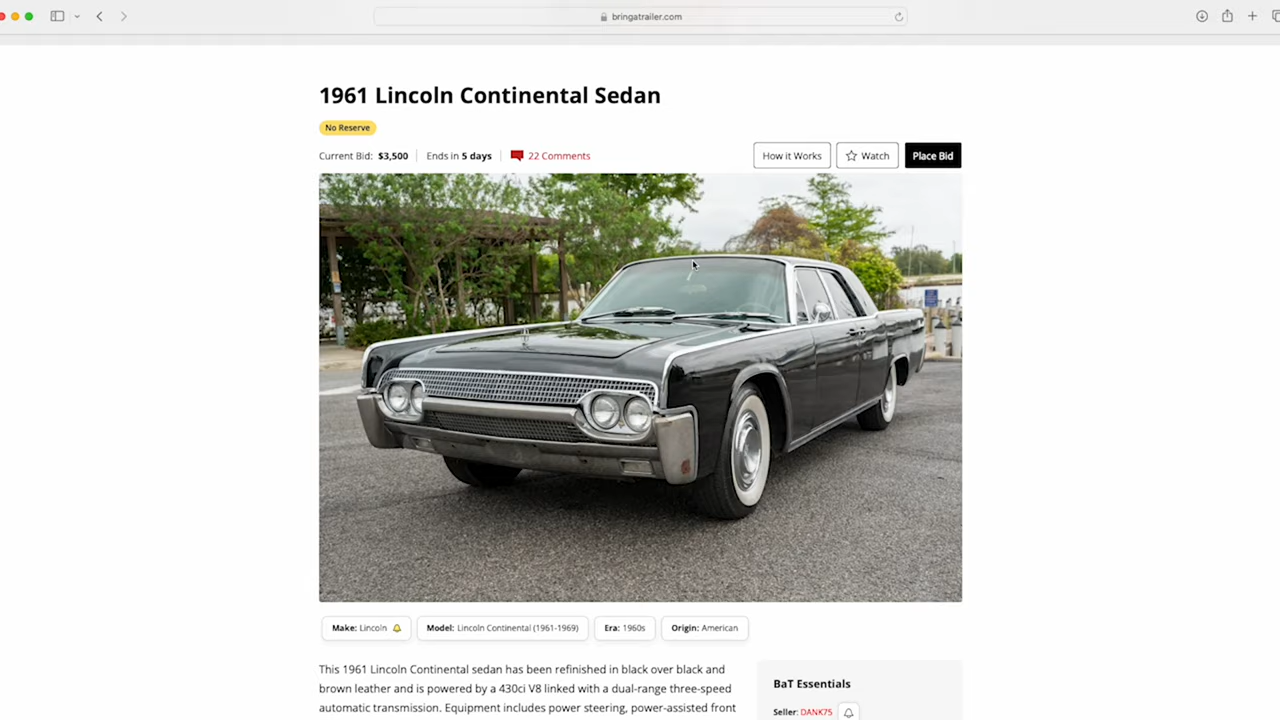 bringatrailer.com
1961 Lincoln Continental Sedan
No Reserve
Current Bid: $3,500 Ends in 5 days 22 Comments How it Works Watch Place Bid
Make: Lincoln Model: Lincoln Continental (1961-1969) Era: 1960s Origin: American
This 1961 Lincoln Continental sedan has been refinished in black over black and
brown leather and is powered by a 430ci V8 linked with a dual-range three-speed
automatic transmission. Equipment includes power steering, power-assisted front
BaT Essentials
Seller: DANK75